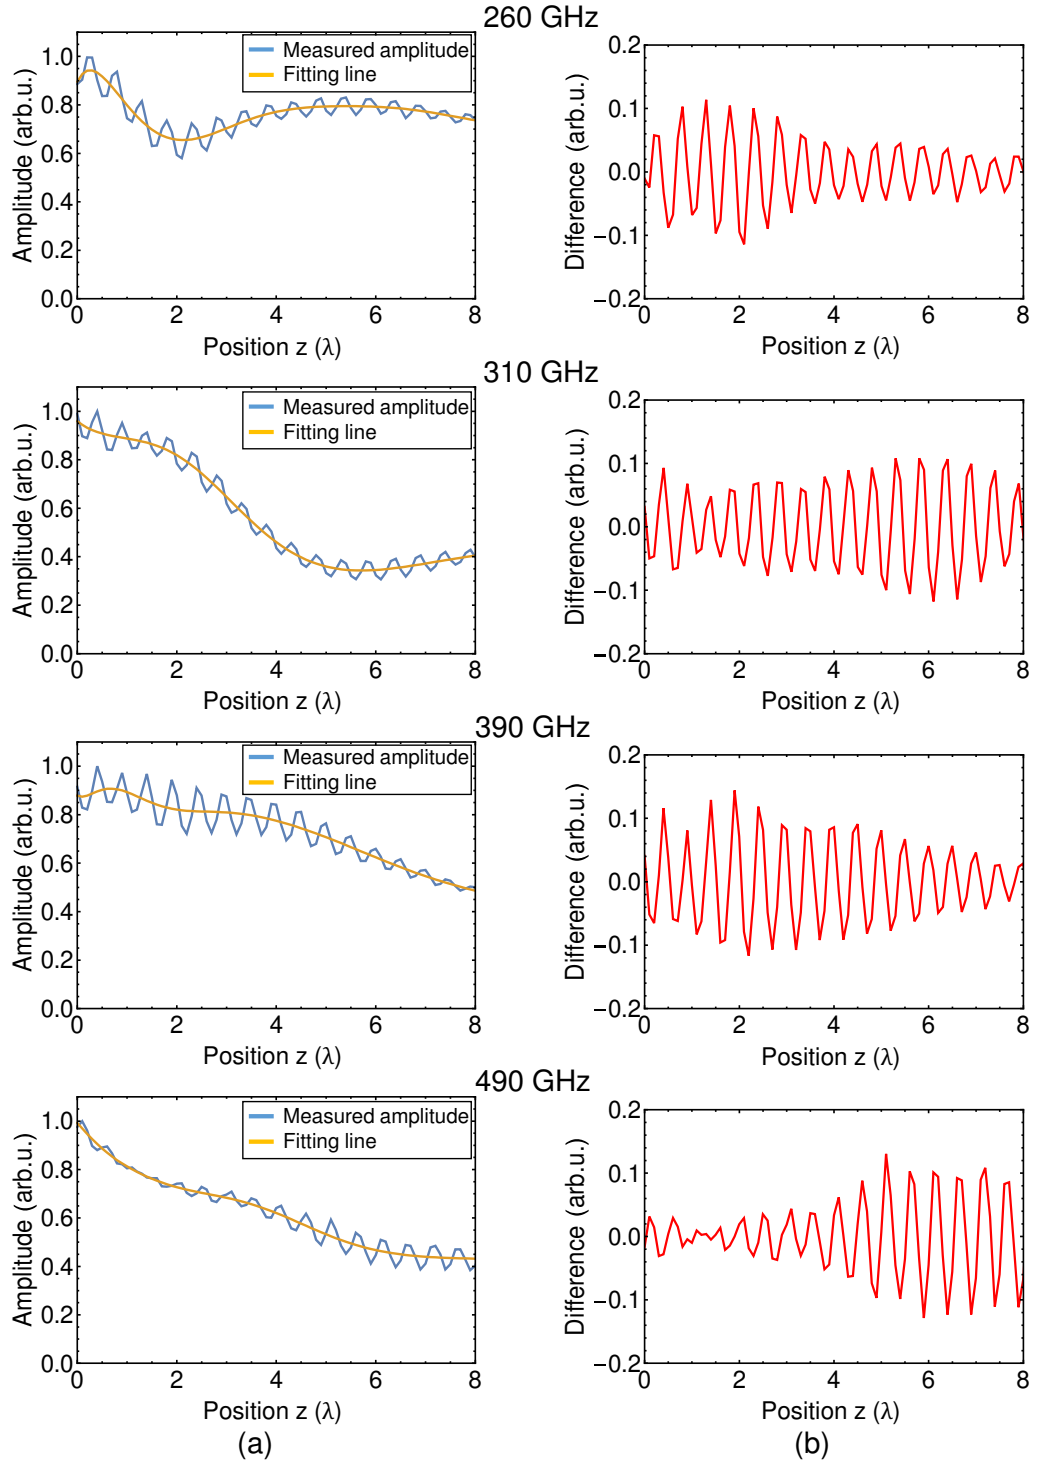 260 GHz
Measured amplitude
Fitting line
Amplitude (arb.u.)
1.0
0.8
0.6
0.4
0.2
0.0
0 2 4 6 8
Position z (λ)
Difference (arb.u.)
0.2
0.1
0.0
−0.1
−0.2
0 2 4 6 8
Position z (λ)
310 GHz
Measured amplitude
Fitting line
Amplitude (arb.u.)
1.0
0.8
0.6
0.4
0.2
0.0
0 2 4 6 8
Position z (λ)
Difference (arb.u.)
0.2
0.1
0.0
−0.1
−0.2
0 2 4 6 8
Position z (λ)
390 GHz
Measured amplitude
Fitting line
Amplitude (arb.u.)
1.0
0.8
0.6
0.4
0.2
0.0
0 2 4 6 8
Position z (λ)
Difference (arb.u.)
0.2
0.1
0.0
−0.1
−0.2
0 2 4 6 8
Position z (λ)
490 GHz
Measured amplitude
Fitting line
Amplitude (arb.u.)
1.0
0.8
0.6
0.4
0.2
0.0
0 2 4 6 8
Position z (λ)
Difference (arb.u.)
0.2
0.1
0.0
−0.1
−0.2
0 2 4 6 8
Position z (λ)
(a)
(b)